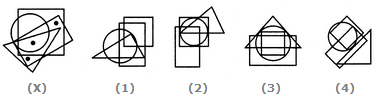 (X) (1) (2) (3) (4)